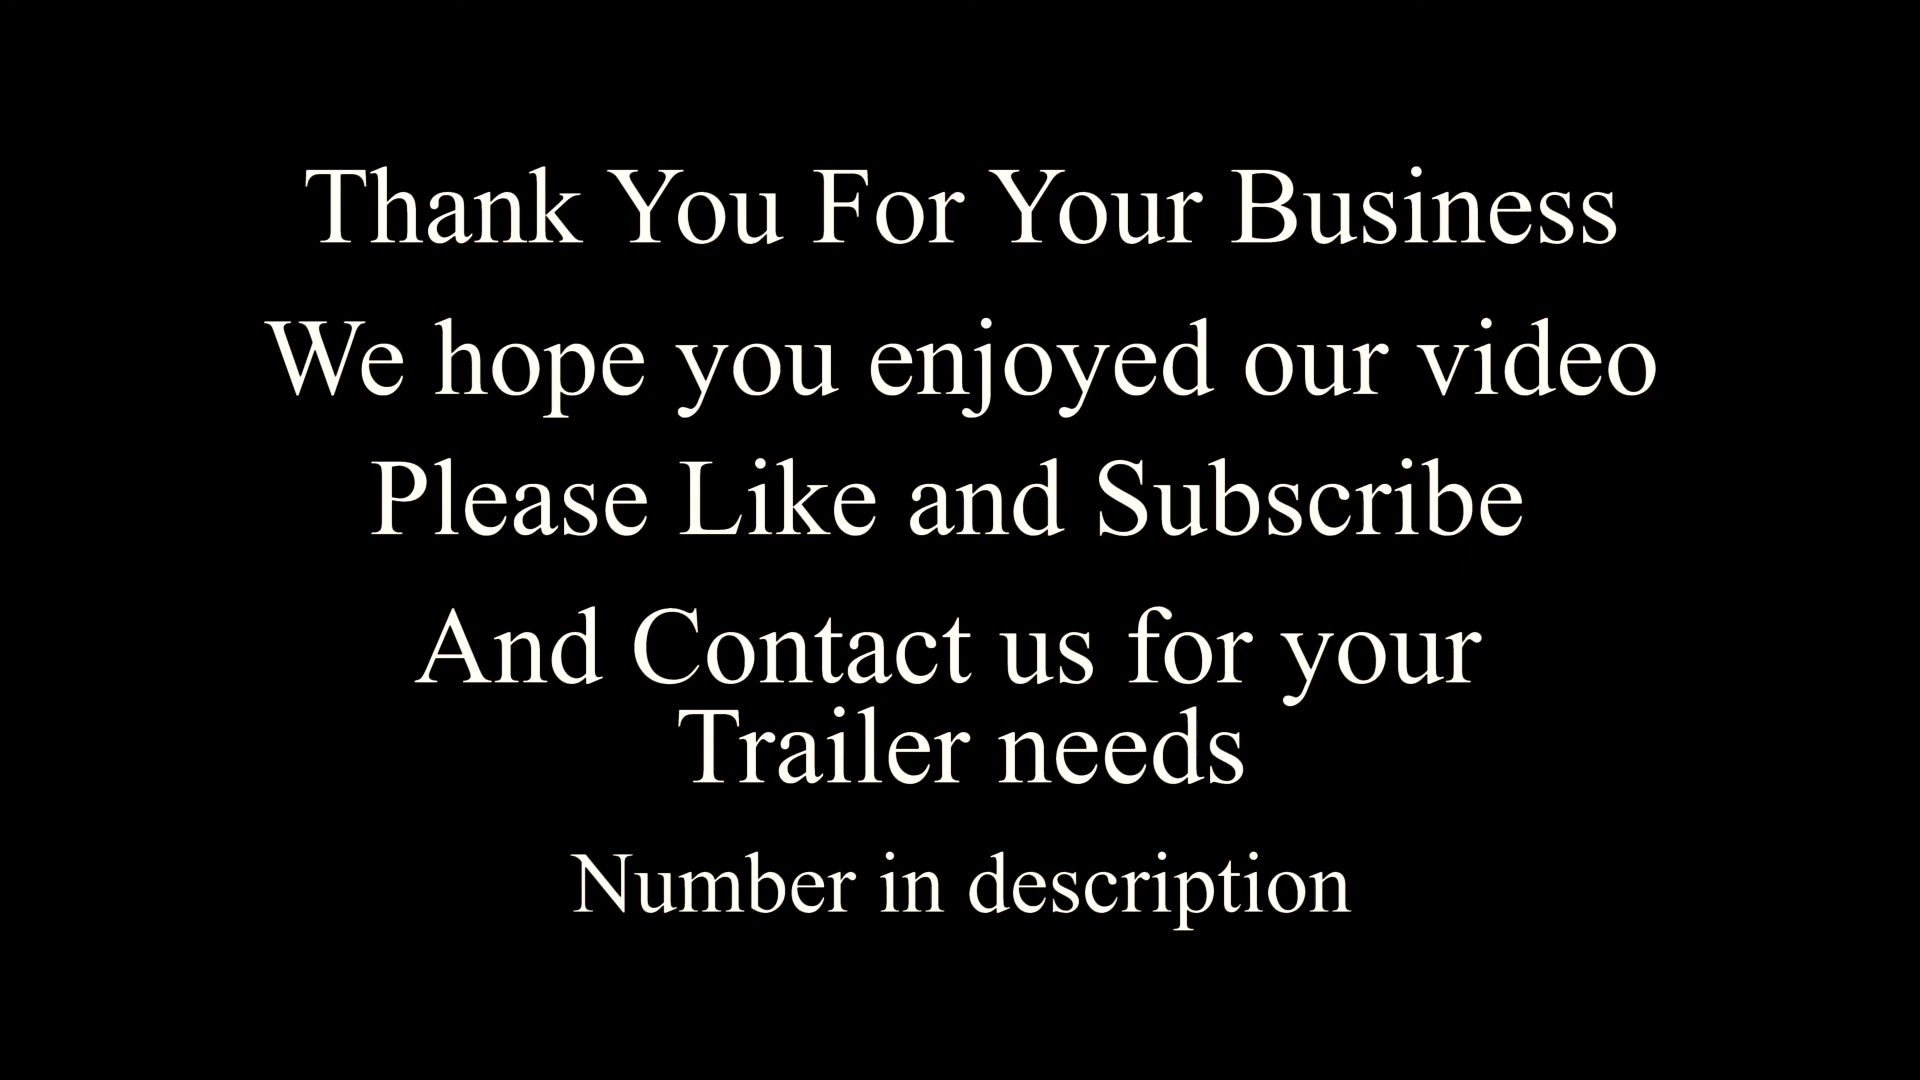 Thank You For Your Business
We hope you enjoyed our video
Please Like and Subscribe
And Contact us for your
Trailer needs
Number in description